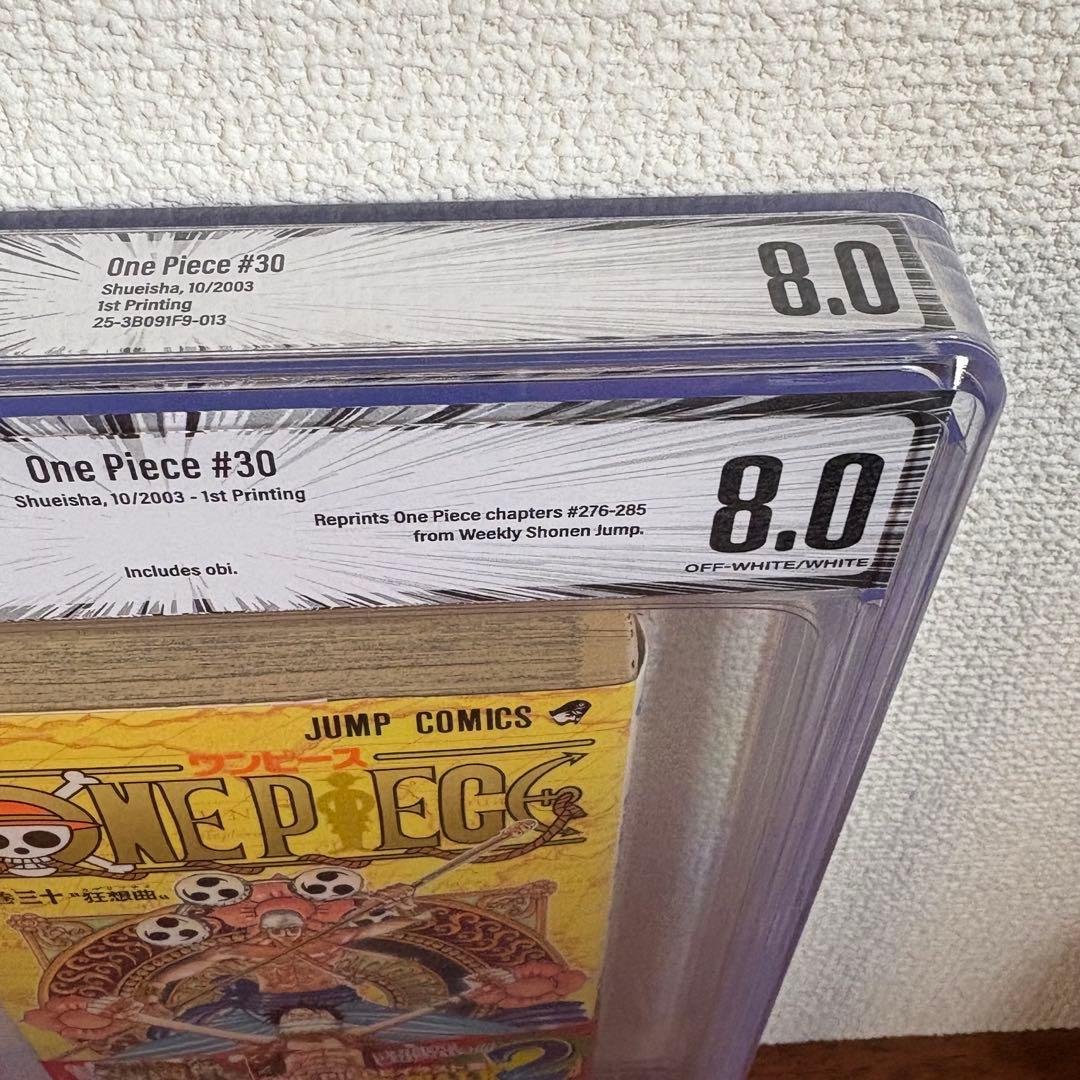 One Piece #30
Shueisha, 10/2003
1st Printing
25-3B091F9-013
8.0
One Piece #30
Shueisha, 10/2003 - 1st Printing
Reprints One Piece chapters #276-285
from Weekly Shonen Jump.
Includes obi.
8.0
OFF-WHITE/WHITE
JUMP COMICS
ワンピース
ONE PIECE
巻三十 "狂想曲"
2